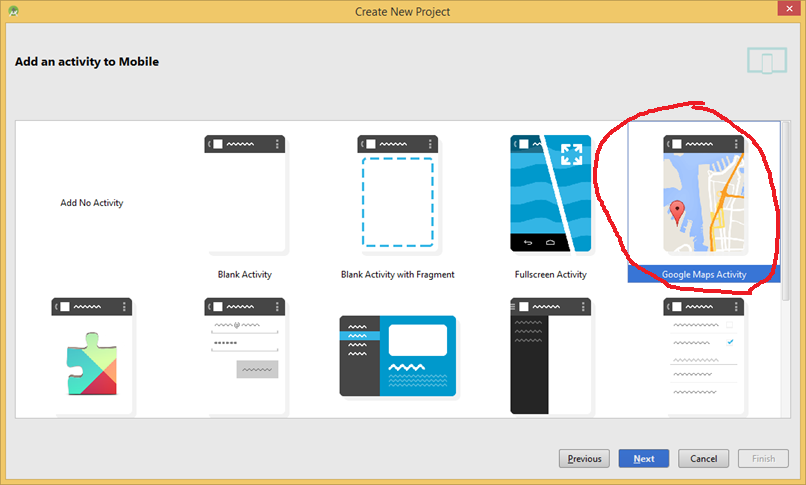 Create New Project
Add an activity to Mobile
Add No Activity
Blank Activity
Blank Activity with Fragment
Fullscreen Activity
Google Maps Activity
Previous
Next
Cancel
Finish